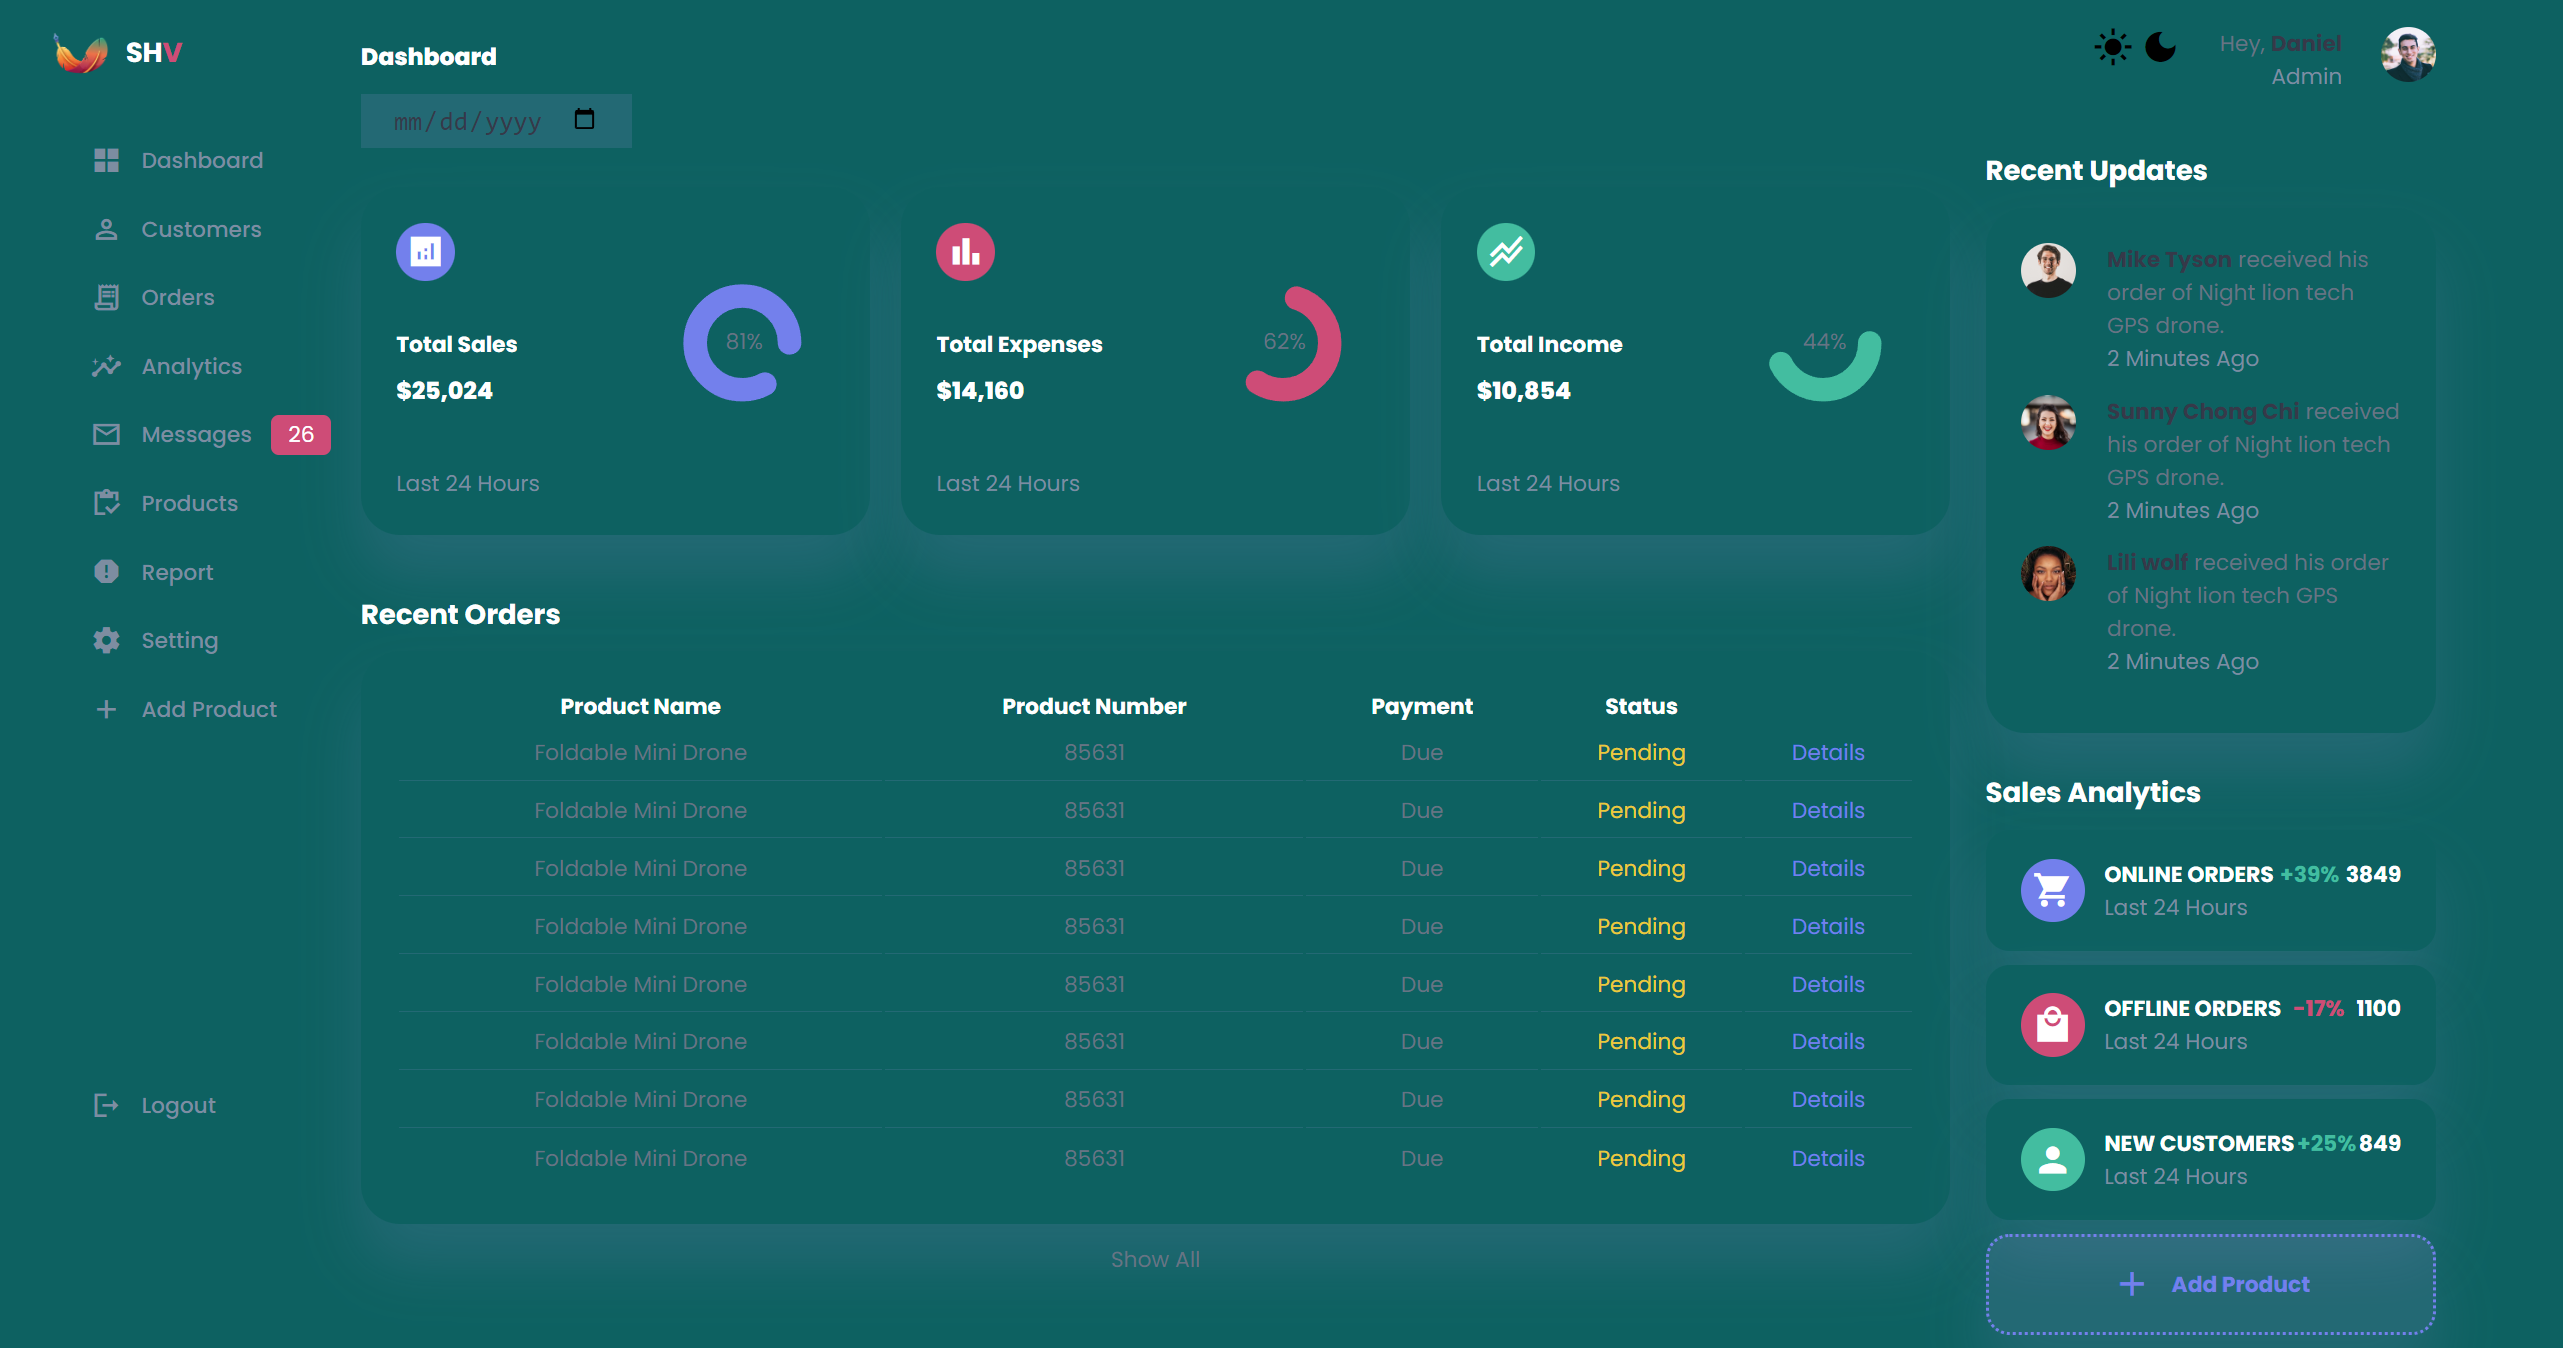 SHV
Dashboard
Customers
Orders
Analytics
Messages 26
Products
Report
Setting
Add Product
Logout
Dashboard
mm/dd/yyyy
Total Sales
$25,024
81%
Last 24 Hours
Total Expenses
$14,160
62%
Last 24 Hours
Total Income
$10,854
44%
Last 24 Hours
Recent Orders
Product Name Product Number Payment Status
Foldable Mini Drone 85631 Due Pending Details
Foldable Mini Drone 85631 Due Pending Details
Foldable Mini Drone 85631 Due Pending Details
Foldable Mini Drone 85631 Due Pending Details
Foldable Mini Drone 85631 Due Pending Details
Foldable Mini Drone 85631 Due Pending Details
Foldable Mini Drone 85631 Due Pending Details
Foldable Mini Drone 85631 Due Pending Details
Show All
Hey, Daniel
Admin
Recent Updates
Mike Tyson received his
order of Night lion tech
GPS drone.
2 Minutes Ago
Sunny Chong Chi received
his order of Night lion tech
GPS drone.
2 Minutes Ago
Lili wolf received his order
of Night lion tech GPS
drone.
2 Minutes Ago
Sales Analytics
ONLINE ORDERS +39% 3849
Last 24 Hours
OFFLINE ORDERS -17% 1100
Last 24 Hours
NEW CUSTOMERS +25% 849
Last 24 Hours
Add Product